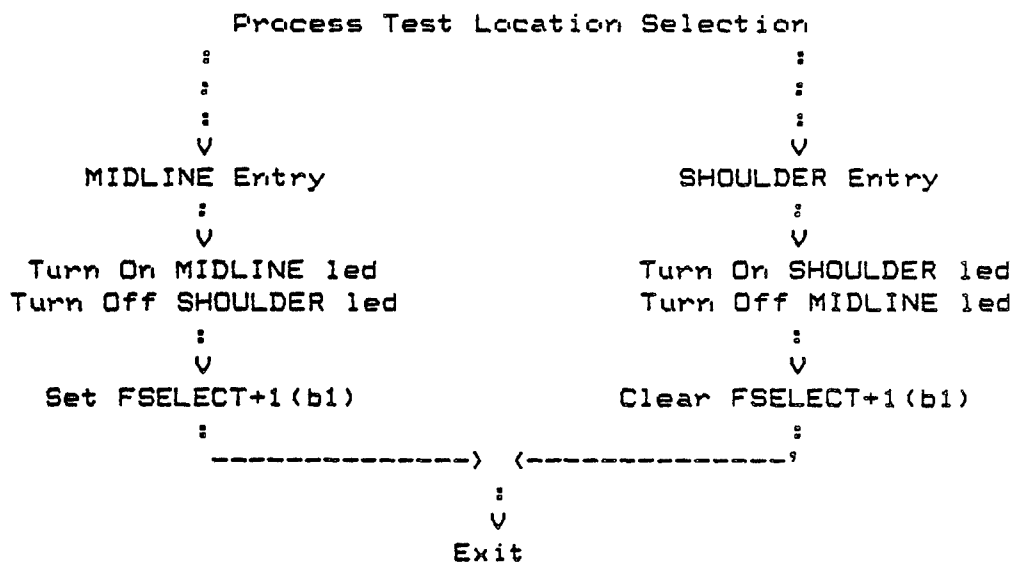 Process Test Location Selection
: :
: :
: :
V V
MIDLINE Entry SHOULDER Entry
: :
V V
Turn On MIDLINE led Turn On SHOULDER led
Turn Off SHOULDER led Turn Off MIDLINE led
: :
V V
Set FSELECT+1(b1) Clear FSELECT+1(b1)
: :
--------------> <--------------'
:
V
Exit